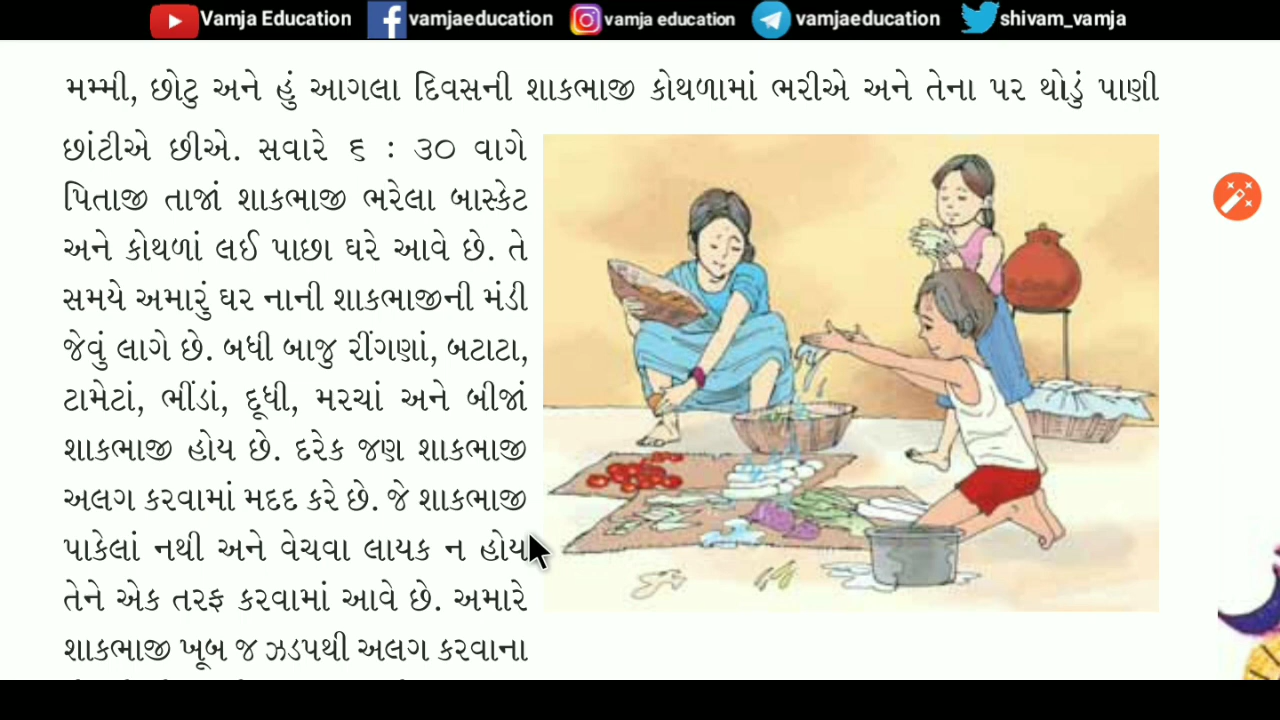 Vamja Education vamjaeducation vamja education vamjaeducation shivam_vamja
મમ્મી, છોટુ અને હું આગલા દિવસની શાકભાજી કોથળામાં ભરીએ અને તેના પર થોડું પાણી
છાંટીએ છીએ. સવારે ૬ : ૩૦ વાગે
પિતાજી તાજાં શાકભાજી ભરેલા બાસ્કેટ
અને કોથળાં લઈ પાછા ઘરે આવે છે. તે
સમયે અમારું ઘર નાની શાકભાજીની મંડી
જેવું લાગે છે. બધી બાજુ રીંગણાં, બટાટા,
ટામેટાં, ભીંડાં, દૂધી, મરચાં અને બીજાં
શાકભાજી હોય છે. દરેક જણ શાકભાજી
અલગ કરવામાં મદદ કરે છે. જે શાકભાજી
પાકેલાં નથી અને વેચવા લાયક ન હોય
તેને એક તરફ કરવામાં આવે છે. અમારે
શાકભાજી ખૂબ જ ઝડપથી અલગ કરવાના